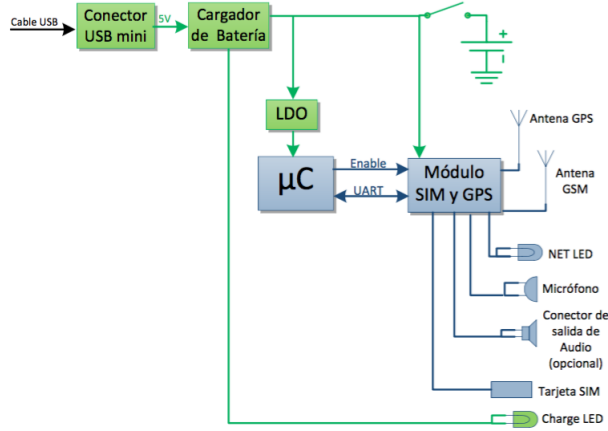 Cable USB
Conector
USB mini
5V
Cargador
de Batería
+
−
LDO
µC
Enable
UART
Módulo
SIM y GPS
Antena GPS
Antena
GSM
NET LED
Micrófono
Conector de
salida de
Audio
(opcional)
Tarjeta SIM
Charge LED